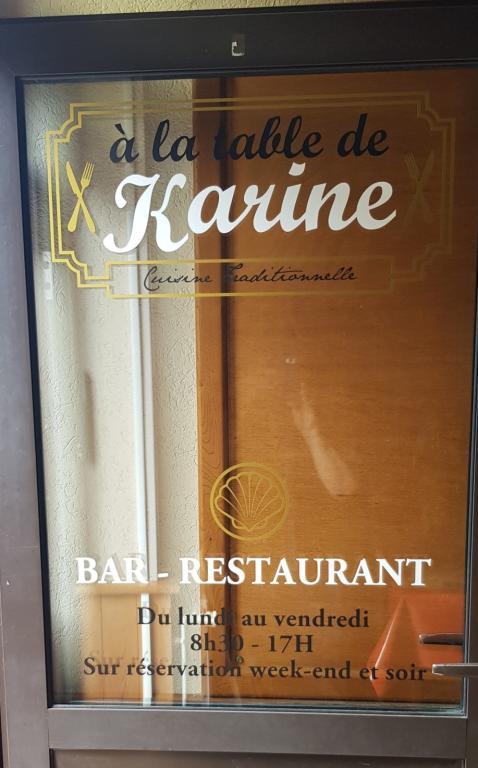 à la table de
Karine
Cuisine Traditionnelle
BAR - RESTAURANT
Du lundi au vendredi
8h30 - 17H
Sur réservation week-end et soir